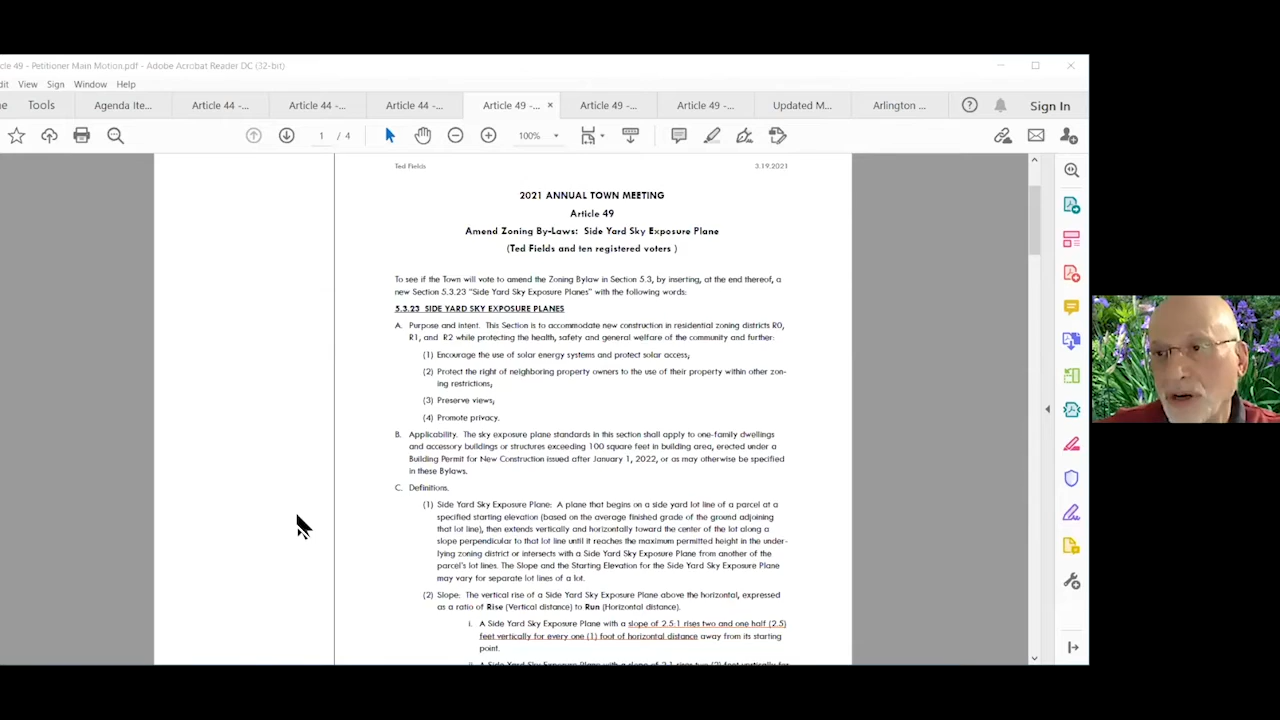 cle 49 - Petitioner Main Motion.pdf - Adobe Acrobat Reader DC (32-bit)
dit View Sign Window Help
ne Tools Agenda Ite... Article 44 -... Article 44 -... Article 44 -... Article 49 -... × Article 49 -... Article 49 -... Updated M... Arlington ... Sign In
1 / 4 100%
Ted Fields 3.19.2021
2021 ANNUAL TOWN MEETING
Article 49
Amend Zoning By-Laws: Side Yard Sky Exposure Plane
(Ted Fields and ten registered voters )
To see if the Town will vote to amend the Zoning Bylaw in Section 5.3, by inserting, at the end thereof, a
new Section 5.3.23 "Side Yard Sky Exposure Planes" with the following words:
5.3.23 SIDE YARD SKY EXPOSURE PLANES
A. Purpose and intent. This Section is to accommodate new construction in residential zoning districts R0,
R1, and R2 while protecting the health, safety and general welfare of the community and further:
(1) Encourage the use of solar energy systems and protect solar access;
(2) Protect the right of neighboring property owners to the use of their property within other zon-
ing restrictions;
(3) Preserve views;
(4) Promote privacy.
B. Applicability. The sky exposure plane standards in this section shall apply to one-family dwellings
and accessory buildings or structures exceeding 100 square feet in building area, erected under a
Building Permit for New Construction issued after January 1, 2022, or as may otherwise be specified
in these Bylaws.
C. Definitions.
(1) Side Yard Sky Exposure Plane: A plane that begins on a side yard lot line of a parcel at a
specified starting elevation (based on the average finished grade of the ground adjoining
that lot line), then extends vertically and horizontally toward the center of the lot along a
slope perpendicular to that lot line until it reaches the maximum permitted height in the under-
lying zoning district or intersects with a Side Yard Sky Exposure Plane from another of the
parcel's lot lines. The Slope and the Starting Elevation for the Side Yard Sky Exposure Plane
may vary for separate lot lines of a lot.
(2) Slope: The vertical rise of a Side Yard Sky Exposure Plane above the horizontal, expressed
as a ratio of Rise (Vertical distance) to Run (Horizontal distance).
i. A Side Yard Sky Exposure Plane with a slope of 2.5:1 rises two and one half (2.5)
feet vertically for every one (1) foot of horizontal distance away from its starting
point.
ii. A Side Yard Sky Exposure Plane with a slope of 2:1 rises two (2) feet vertically for